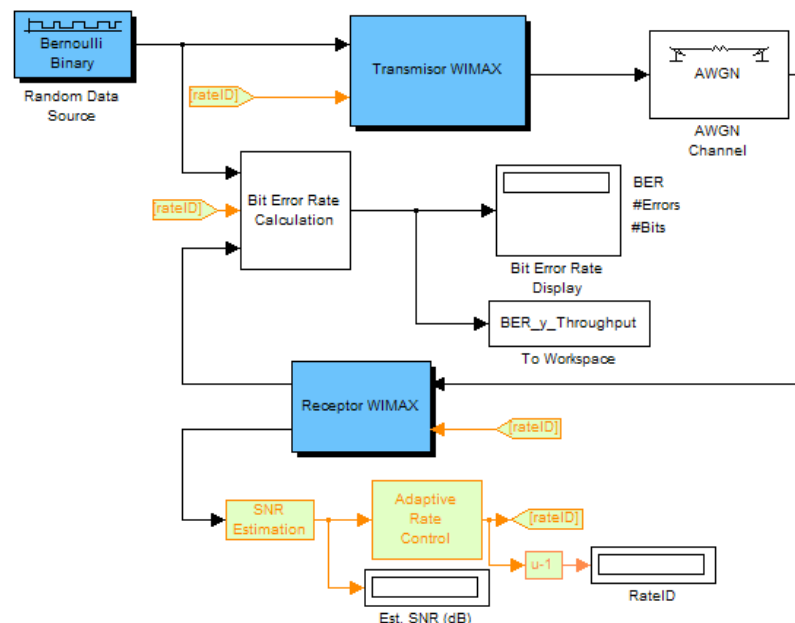 Bernoulli
Binary
Random Data
Source
[rateID]
Transmisor WIMAX
AWGN
AWGN
Channel
[rateID]
Bit Error Rate
Calculation
BER
#Errors
#Bits
Bit Error Rate
Display
BER_y_Throughput
To Workspace
Receptor WIMAX
[rateID]
SNR
Estimation
Adaptive
Rate
Control
[rateID]
u-1
RateID
Est. SNR (dB)